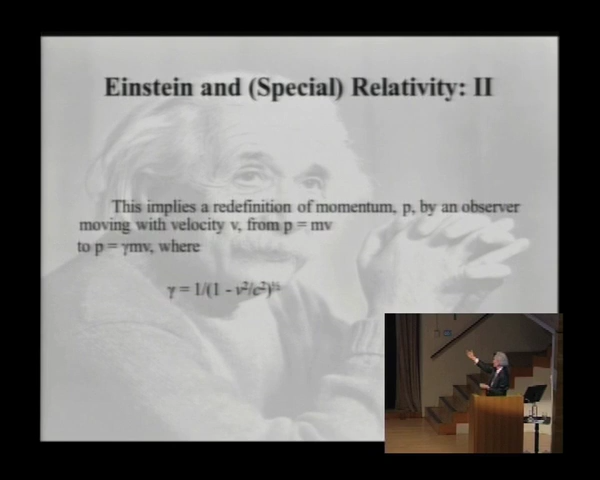 Einstein and (Special) Relativity: II
This implies a redefinition of momentum, p, by an observer
moving with velocity v, from p = mv
to p = γmv, where
γ = 1/(1 - v²/c²)^½